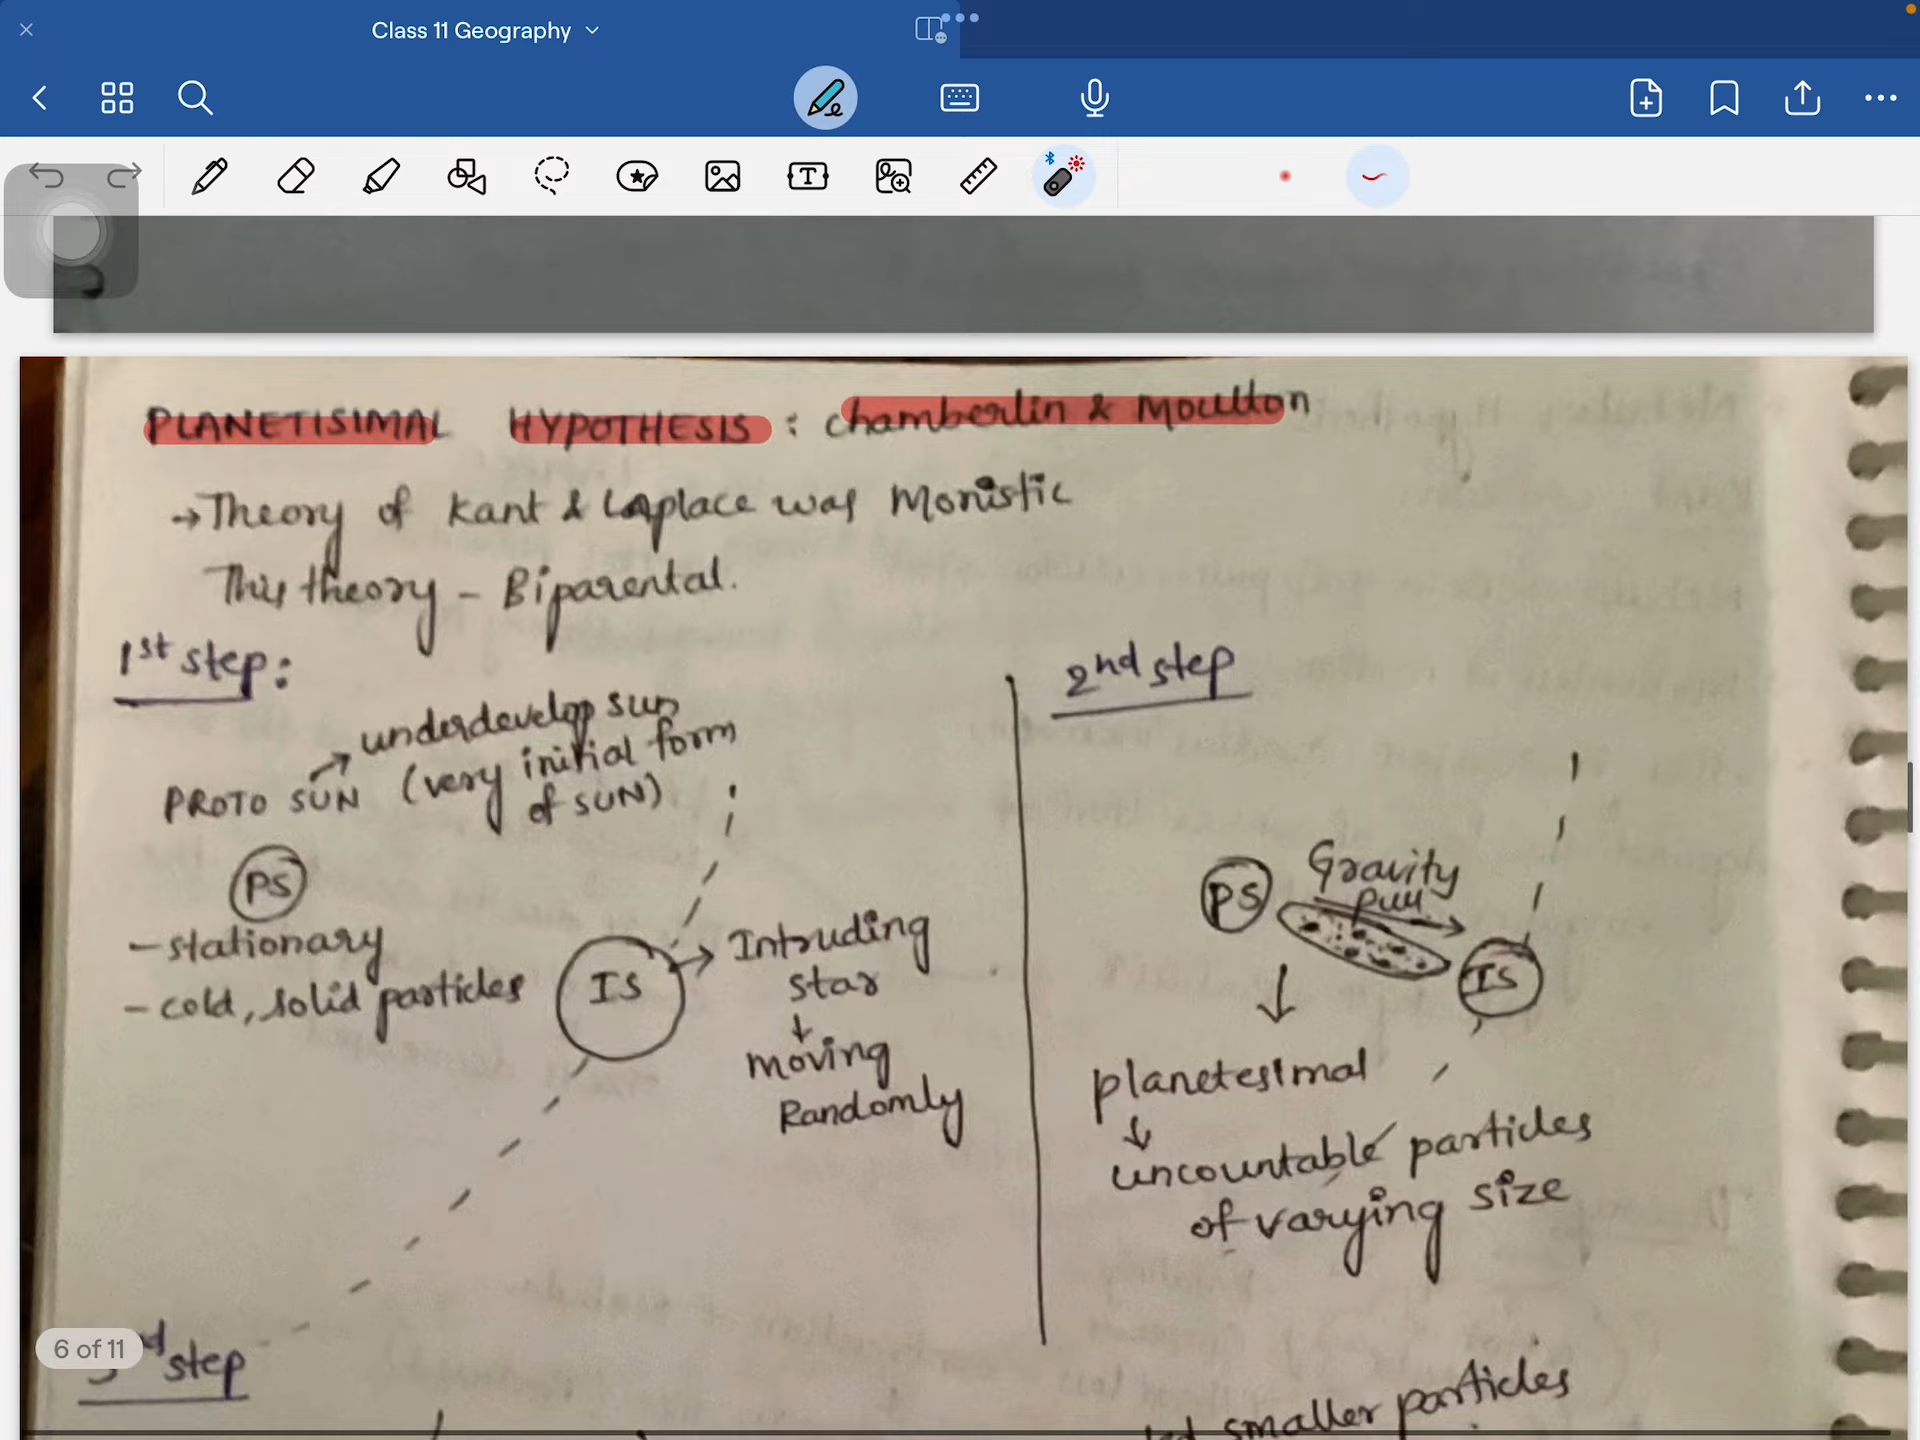 Class 11 Geography
PLANETISIMAL HYPOTHESIS : chamberlin & Moulton
→ Theory of Kant & Laplace was Monistic
This theory - Biparental.
1st step:
underdevelop sun
PROTO SUN (very initial form
of SUN)
PS
- stationary
- cold, solid particles
IS
Intruding
star
moving
Randomly
2nd step
PS
Gravity
Pull
IS
planetesimal
uncountable particles
of varying size
6 of 11
step
smaller particles